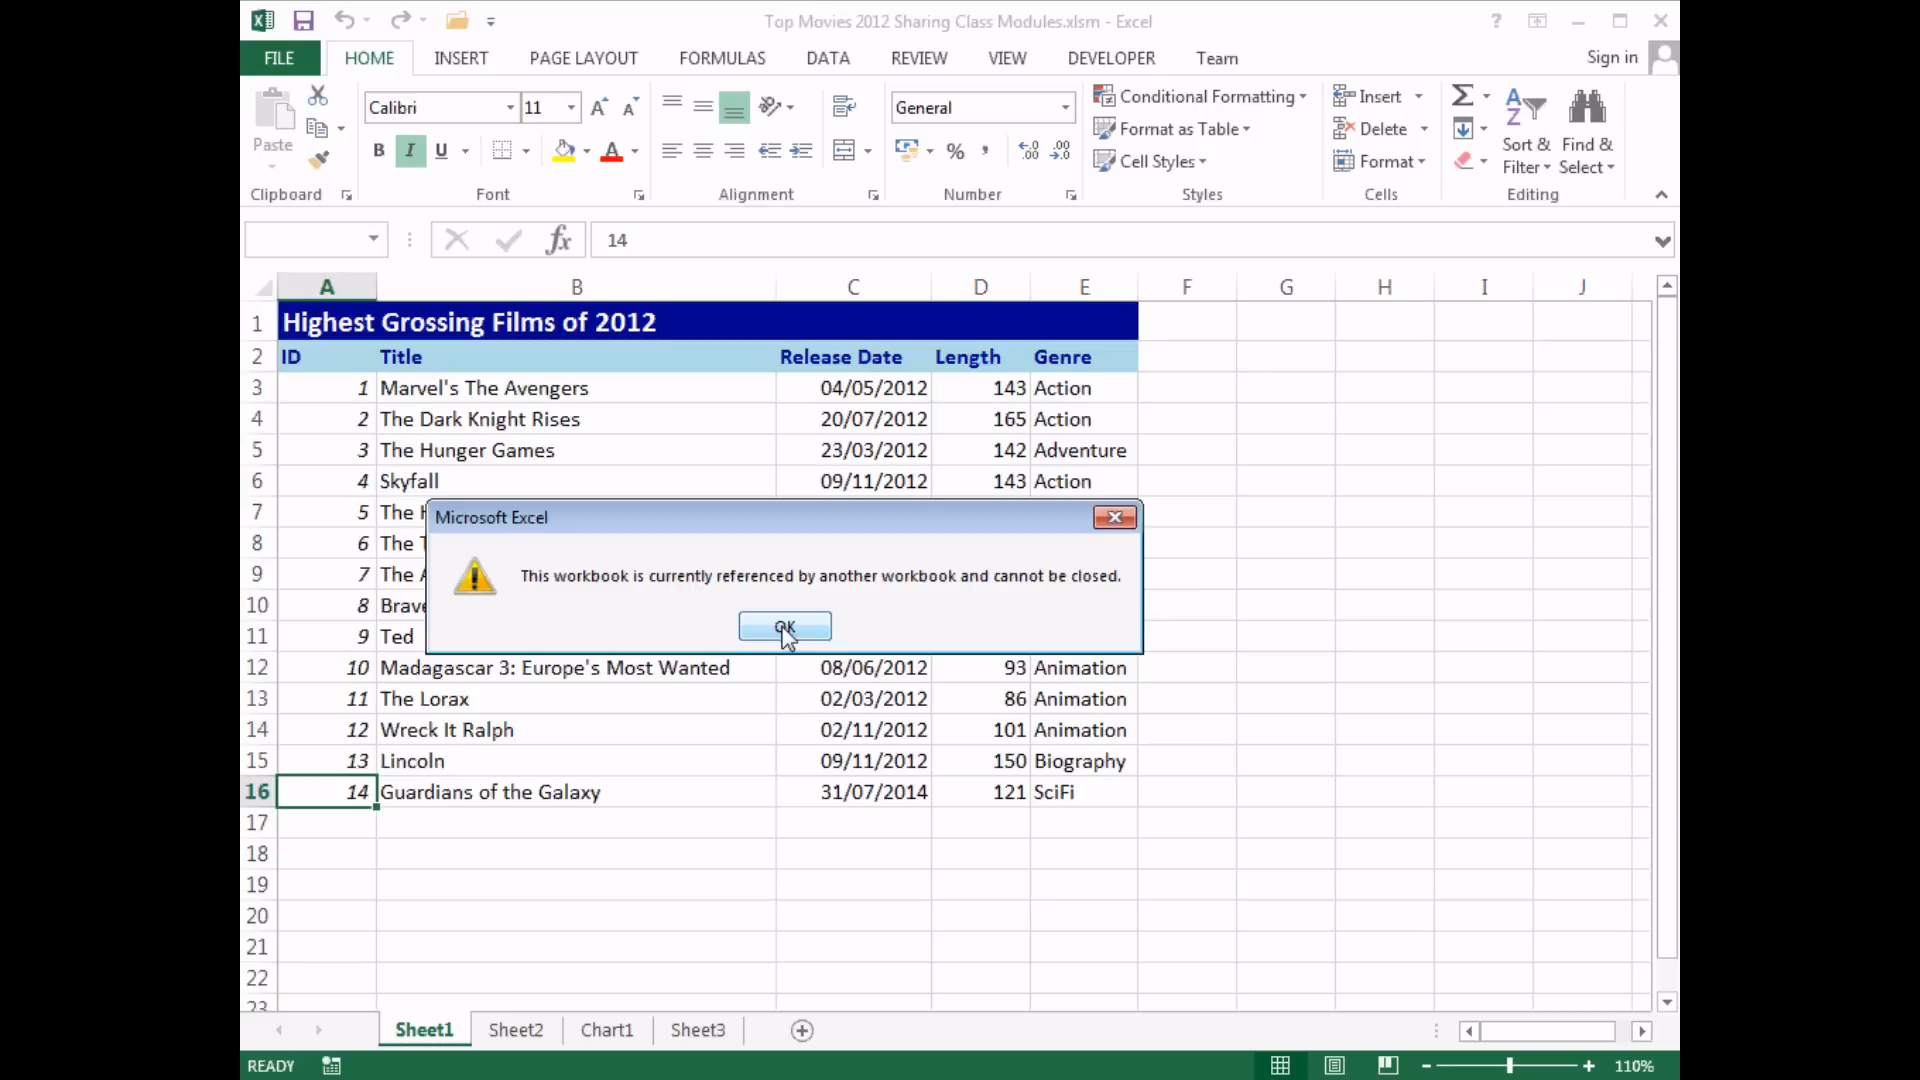 Top Movies 2012 Sharing Class Modules.xlsm - Excel
?
FILE HOME INSERT PAGE LAYOUT FORMULAS DATA REVIEW VIEW DEVELOPER Team Sign in
Paste
Clipboard
Calibri 11
B I U
Font
Alignment
General
%
Number
Conditional Formatting
Format as Table
Cell Styles
Styles
Insert
Delete
Format
Cells
Sort & Filter
Find & Select
Editing
fx 14
A B C D E F G H I J
1 Highest Grossing Films of 2012
2 ID Title Release Date Length Genre
3 1 Marvel's The Avengers 04/05/2012 143 Action
4 2 The Dark Knight Rises 20/07/2012 165 Action
5 3 The Hunger Games 23/03/2012 142 Adventure
6 4 Skyfall 09/11/2012 143 Action
7 5 The
8 6 The
9 7 The
10 8 Brave
11 9 Ted
Microsoft Excel
This workbook is currently referenced by another workbook and cannot be closed.
OK
12 10 Madagascar 3: Europe's Most Wanted 08/06/2012 93 Animation
13 11 The Lorax 02/03/2012 86 Animation
14 12 Wreck It Ralph 02/11/2012 101 Animation
15 13 Lincoln 09/11/2012 150 Biography
16 14 Guardians of the Galaxy 31/07/2014 121 SciFi
17
18
19
20
21
22
23
Sheet1 Sheet2 Chart1 Sheet3
READY 110%